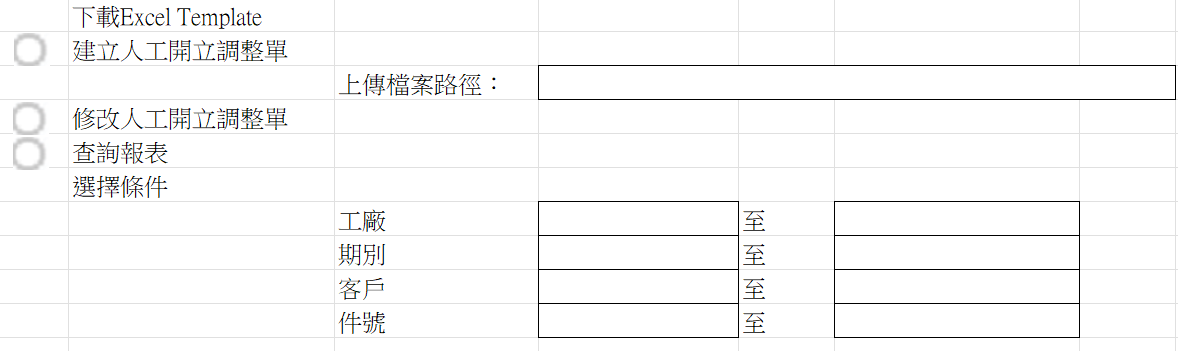 下載Excel Template
建立人工開立調整單
上傳檔案路徑：
修改人工開立調整單
查詢報表
選擇條件
工廠 至
期別 至
客戶 至
件號 至